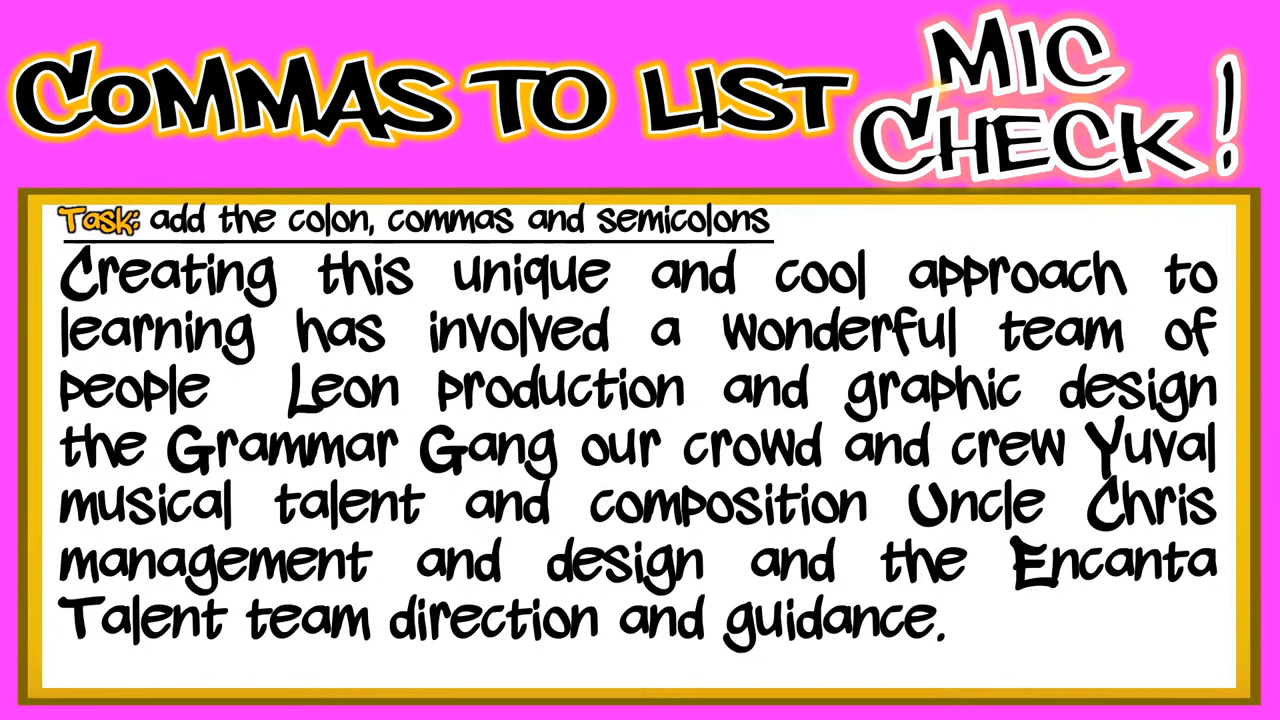 COMMAS TO LIST
MIC
CHECK!
Task: add the colon, commas and semicolons
Creating this unique and cool approach to
learning has involved a wonderful team of
people Leon production and graphic design
the Grammar Gang our crowd and crew Yuval
musical talent and composition Uncle Chris
management and design and the Encanta
Talent team direction and guidance.